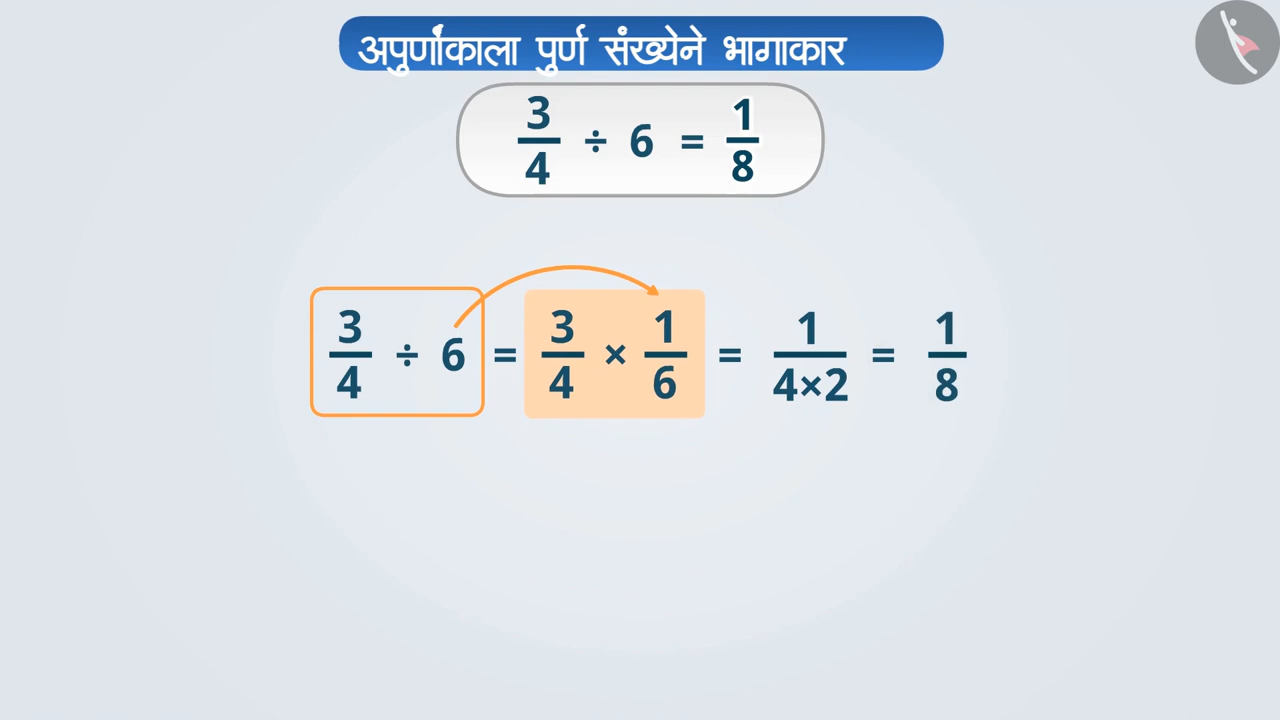 अपुर्णांकाला पुर्ण संख्येने भागाकार
3/4 ÷ 6 = 1/8
3/4 ÷ 6 = 3/4 × 1/6 = 1/4×2 = 1/8